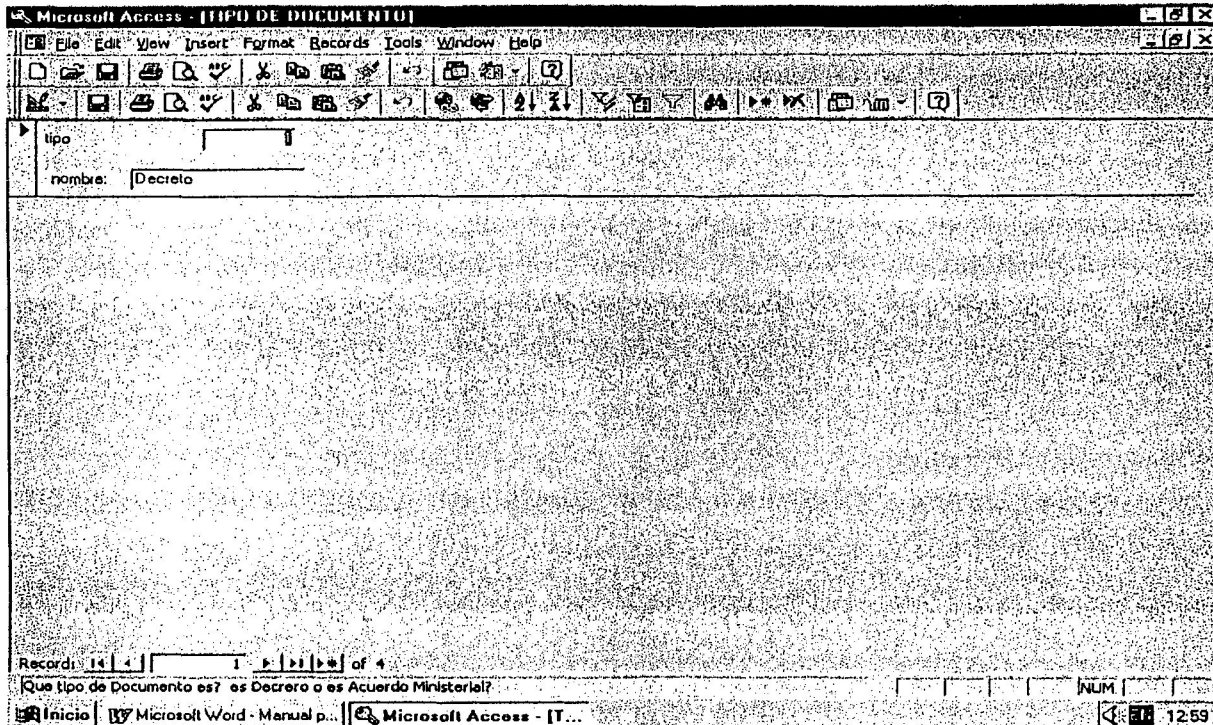 Microsoft Access - [TIPO DE DOCUMENTO]
File Edit View Insert Format Records Tools Window Help
tipo 1
nombre: Decreto
Record: 1 of 4
Que tipo de Documento es? es Decrero o es Acuerdo Ministerial?
NUM
Inicio Microsoft Word - Manual p... Microsoft Access - [T... 12:59